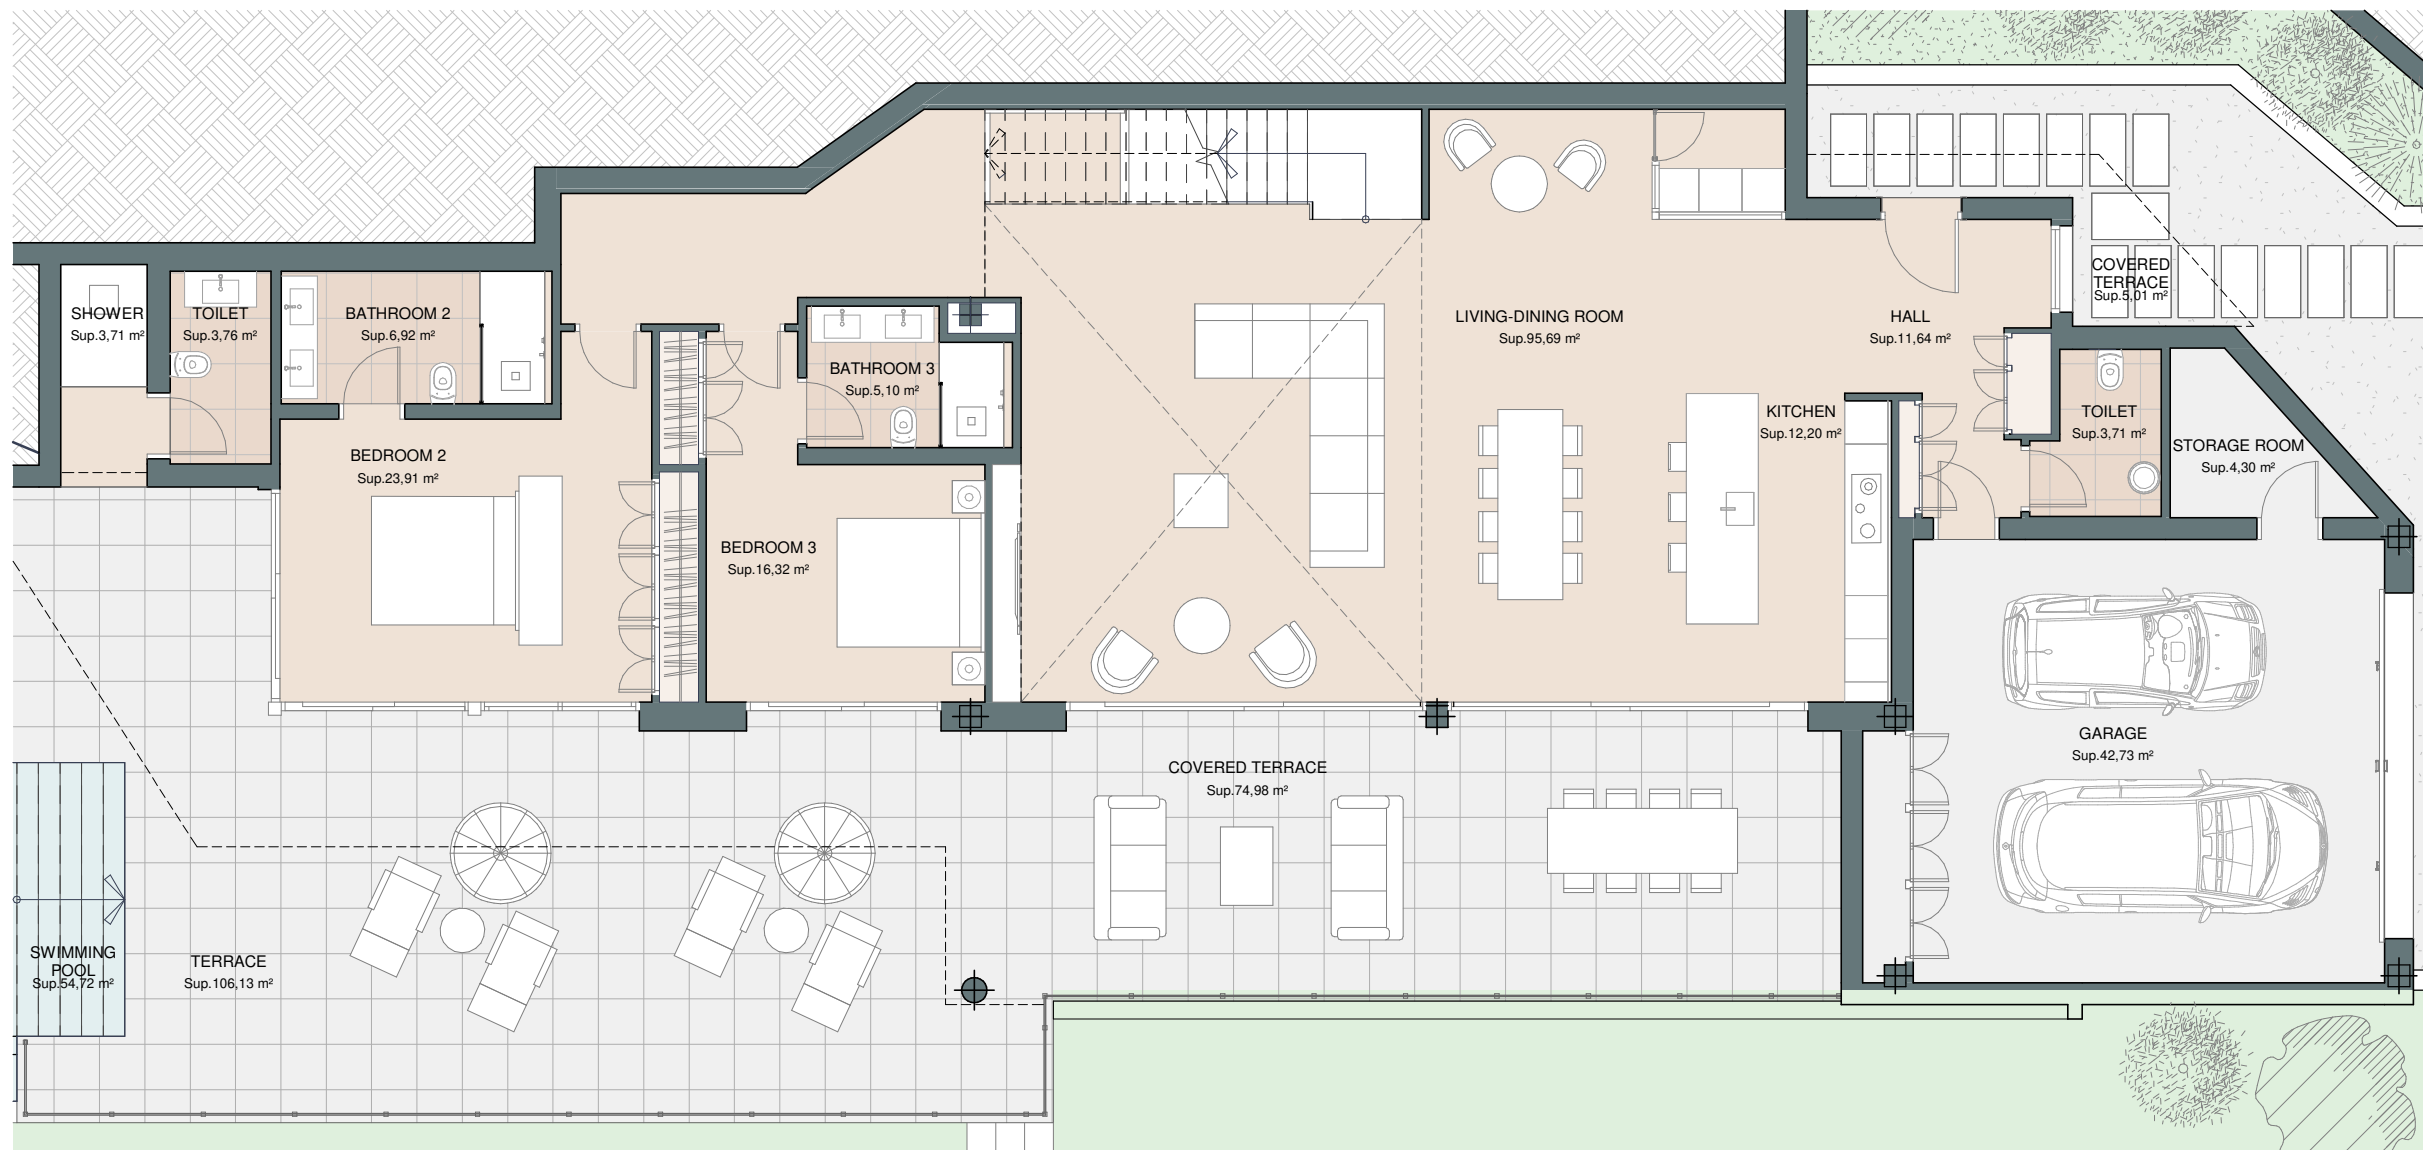 SHOWER
Sup.3,71 m²
TOILET
Sup.3,76 m²
BATHROOM 2
Sup.6,92 m²
BATHROOM 3
Sup.5,10 m²
BEDROOM 2
Sup.23,91 m²
BEDROOM 3
Sup.16,32 m²
LIVING-DINING ROOM
Sup.95,69 m²
KITCHEN
Sup.12,20 m²
HALL
Sup.11,64 m²
COVERED
TERRACE
Sup.5,01 m²
TOILET
Sup.3,71 m²
STORAGE ROOM
Sup.4,30 m²
GARAGE
Sup.42,73 m²
COVERED TERRACE
Sup.74,98 m²
SWIMMING
POOL
Sup.54,72 m²
TERRACE
Sup.106,13 m²